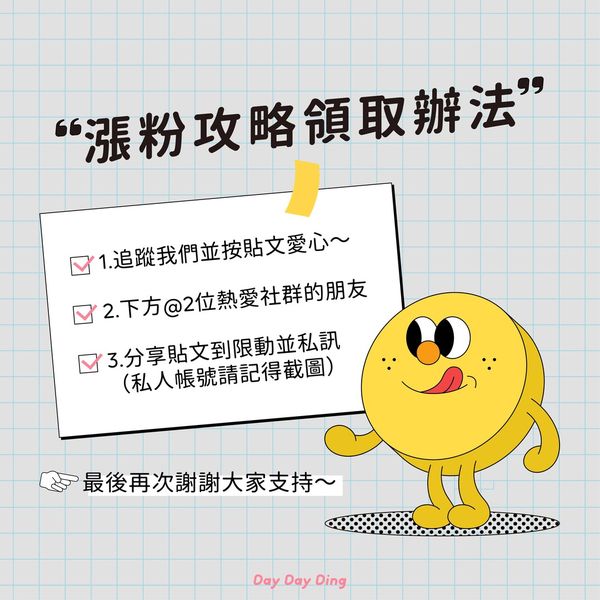 “漲粉攻略領取辦法”
1.追蹤我們並按貼文愛心～
2.下方@2位熱愛社群的朋友
3.分享貼文到限動並私訊
（私人帳號請記得截圖）
最後再次謝謝大家支持～
Day Day Ding